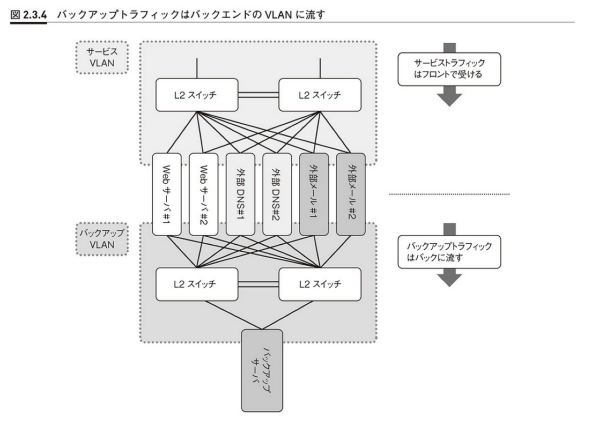 図 2.3.4 バックアップトラフィックはバックエンドの VLAN に流す
サービス
VLAN
サービストラフィック
はフロントで受ける
L2 スイッチ
L2 スイッチ
Web サーバ #1
Web サーバ #2
外部 DNS#1
外部 DNS#2
外部メール #1
外部メール #2
バックアップ
VLAN
バックアップトラフィック
はバックに流す
L2 スイッチ
L2 スイッチ
バックアップ
サーバ